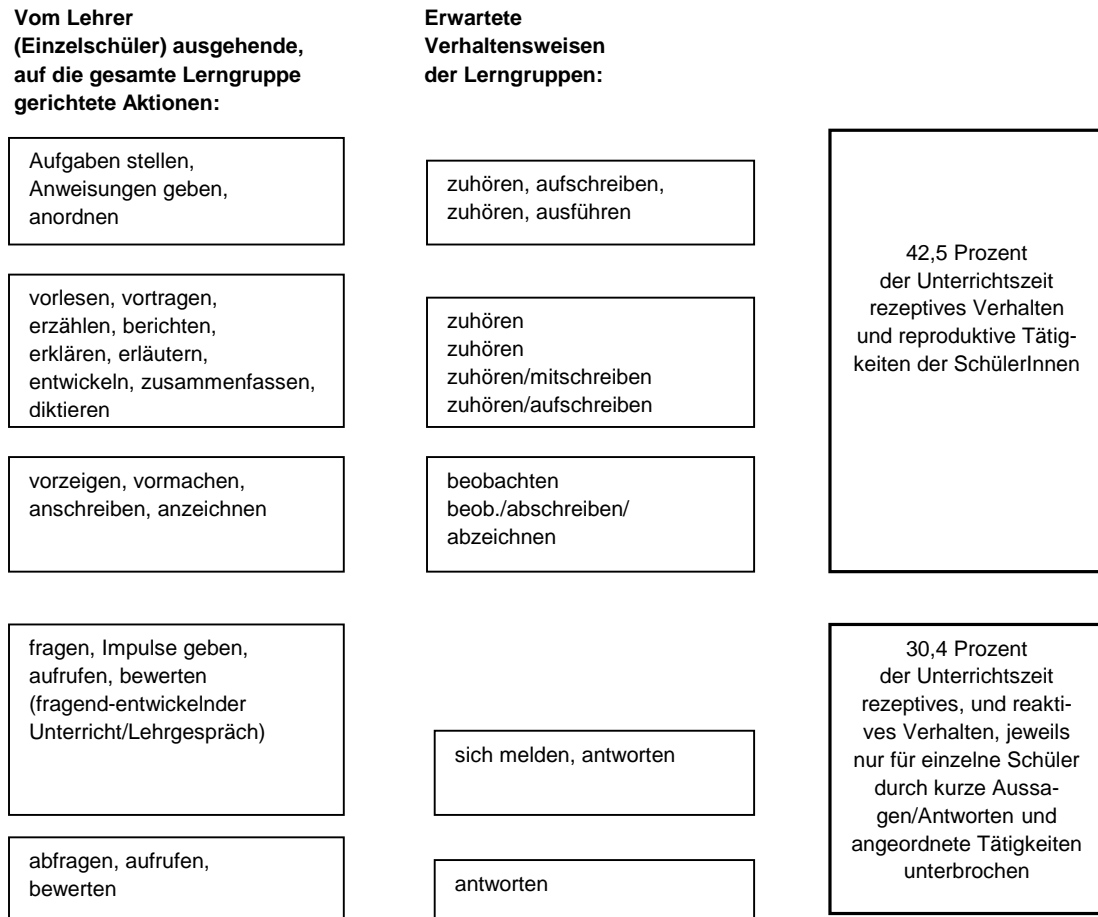 Vom Lehrer
(Einzelschüler) ausgehende,
auf die gesamte Lerngruppe
gerichtete Aktionen:
Erwartete
Verhaltensweisen
der Lerngruppen:
Aufgaben stellen,
Anweisungen geben,
anordnen
zuhören, aufschreiben,
zuhören, ausführen
vorlesen, vortragen,
erzählen, berichten,
erklären, erläutern,
entwickeln, zusammenfassen,
diktieren
zuhören
zuhören
zuhören/mitschreiben
zuhören/aufschreiben
vorzeigen, vormachen,
anschreiben, anzeichnen
beobachten
beob./abschreiben/
abzeichnen
42,5 Prozent
der Unterrichtszeit
rezeptives Verhalten
und reproduktive Tätig-
keiten der SchülerInnen
fragen, Impulse geben,
aufrufen, bewerten
(fragend-entwickelnder
Unterricht/Lehrgespräch)
sich melden, antworten
abfragen, aufrufen,
bewerten
antworten
30,4 Prozent
der Unterrichtszeit
rezeptives, und reakti-
ves Verhalten, jeweils
nur für einzelne Schüler
durch kurze Aussa-
gen/Antworten und
angeordnete Tätigkeiten
unterbrochen